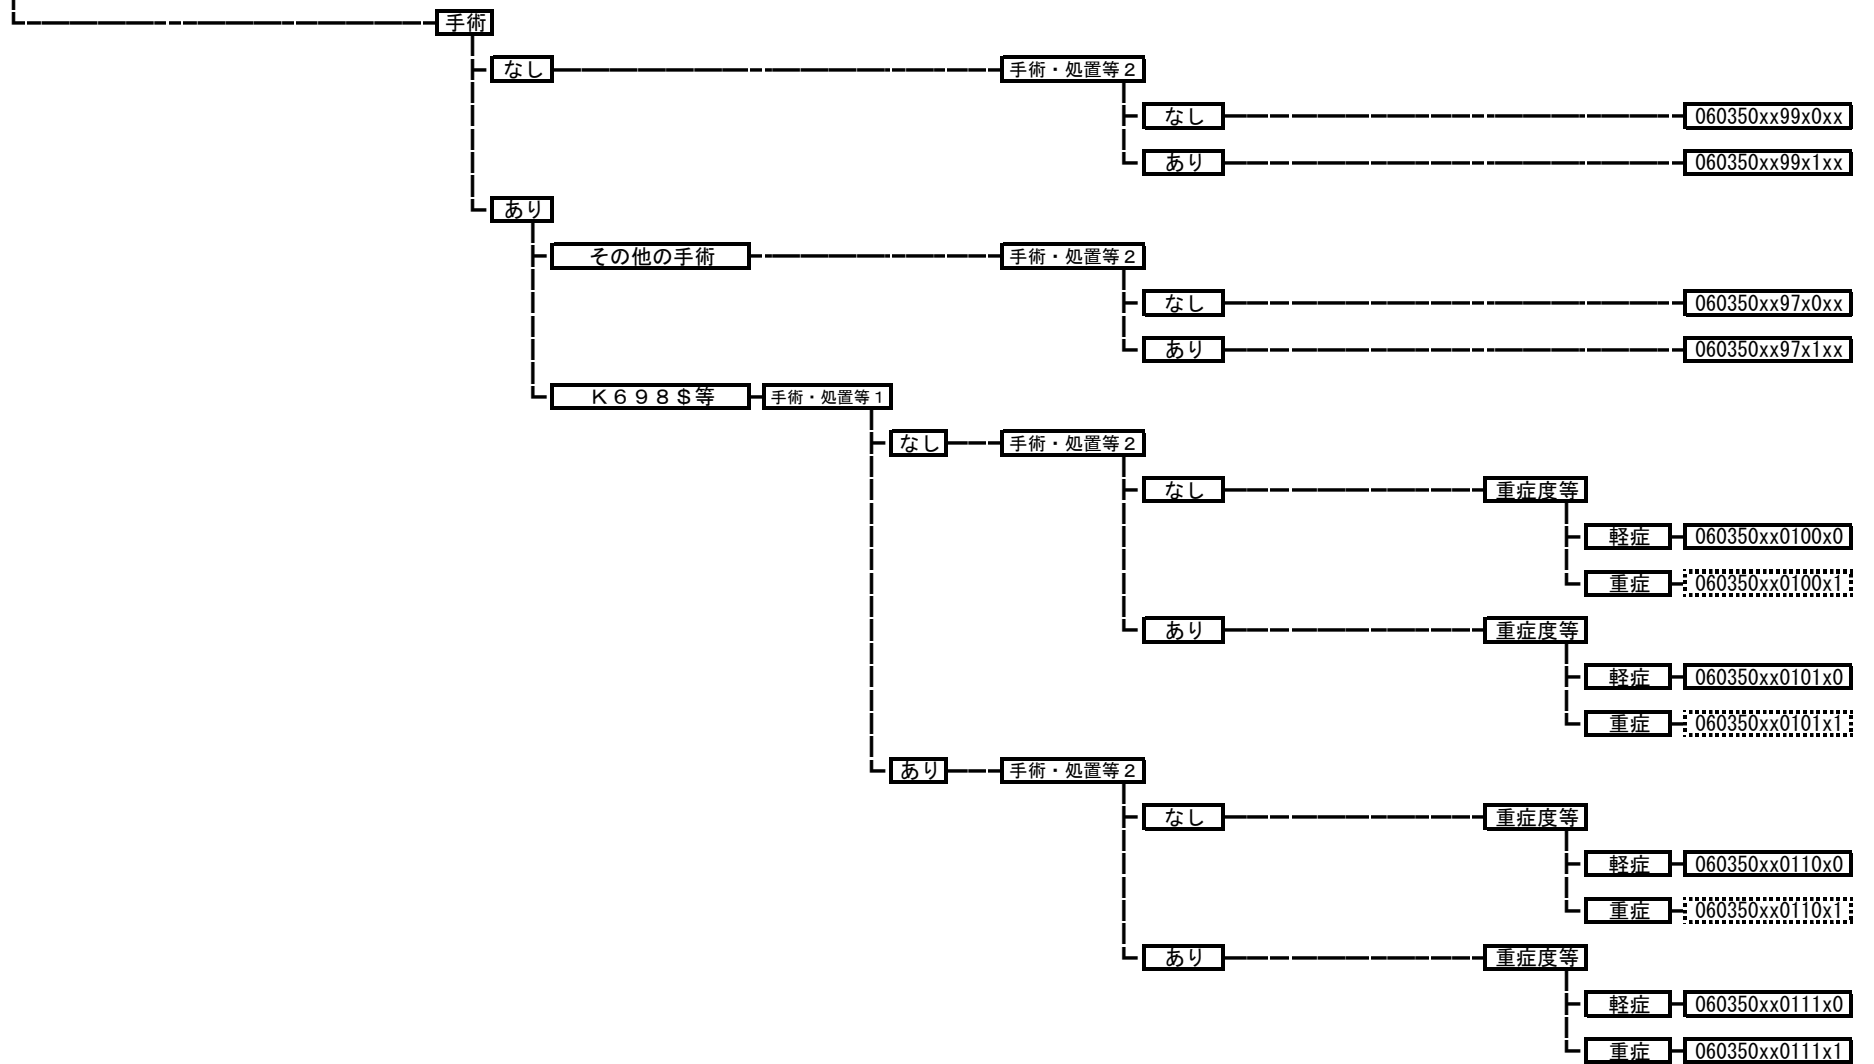 手術
なし 手術・処置等２
なし 060350xx99x0xx
あり 060350xx99x1xx
あり
その他の手術 手術・処置等２
なし 060350xx97x0xx
あり 060350xx97x1xx
Ｋ６９８＄等 手術・処置等１
なし 手術・処置等２
なし 重症度等
軽症 060350xx0100x0
重症 060350xx0100x1
あり 重症度等
軽症 060350xx0101x0
重症 060350xx0101x1
あり 手術・処置等２
なし 重症度等
軽症 060350xx0110x0
重症 060350xx0110x1
あり 重症度等
軽症 060350xx0111x0
重症 060350xx0111x1